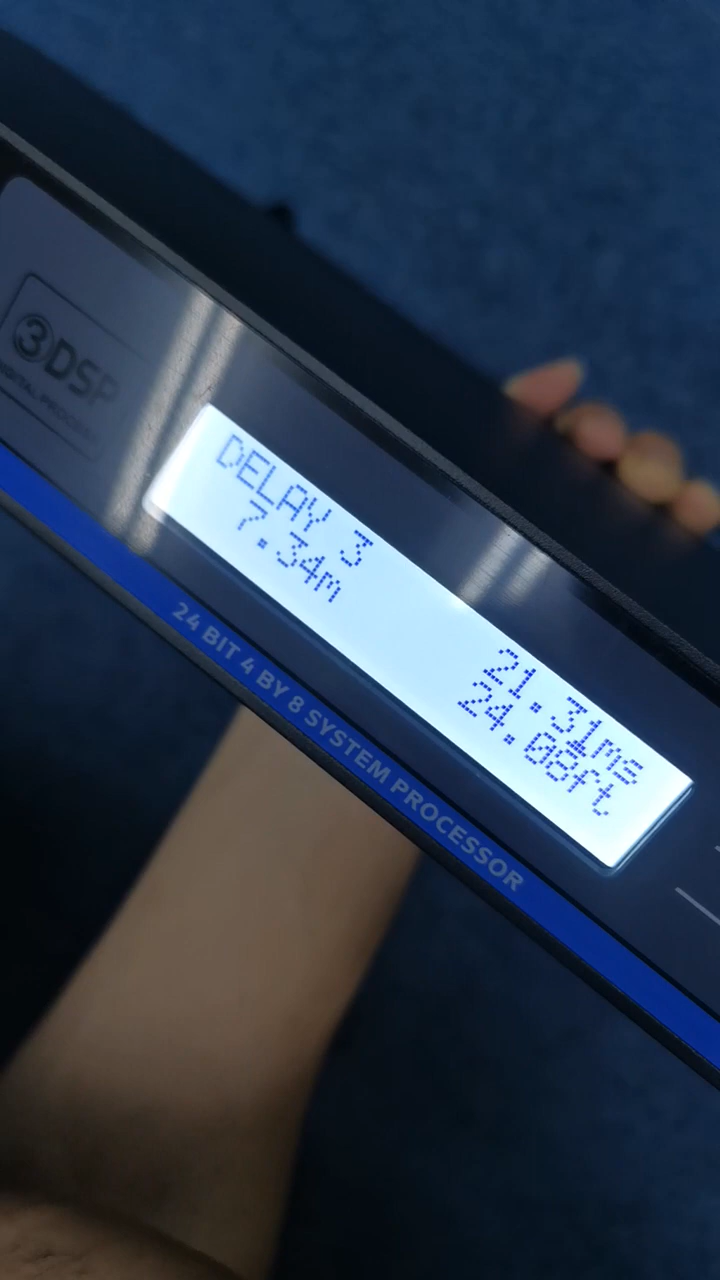 ③DSP
DIGITAL PROCESS
DELAY 3
21.31ms
7.34m
24.08ft
24 BIT 4 BY 8 SYSTEM PROCESSOR